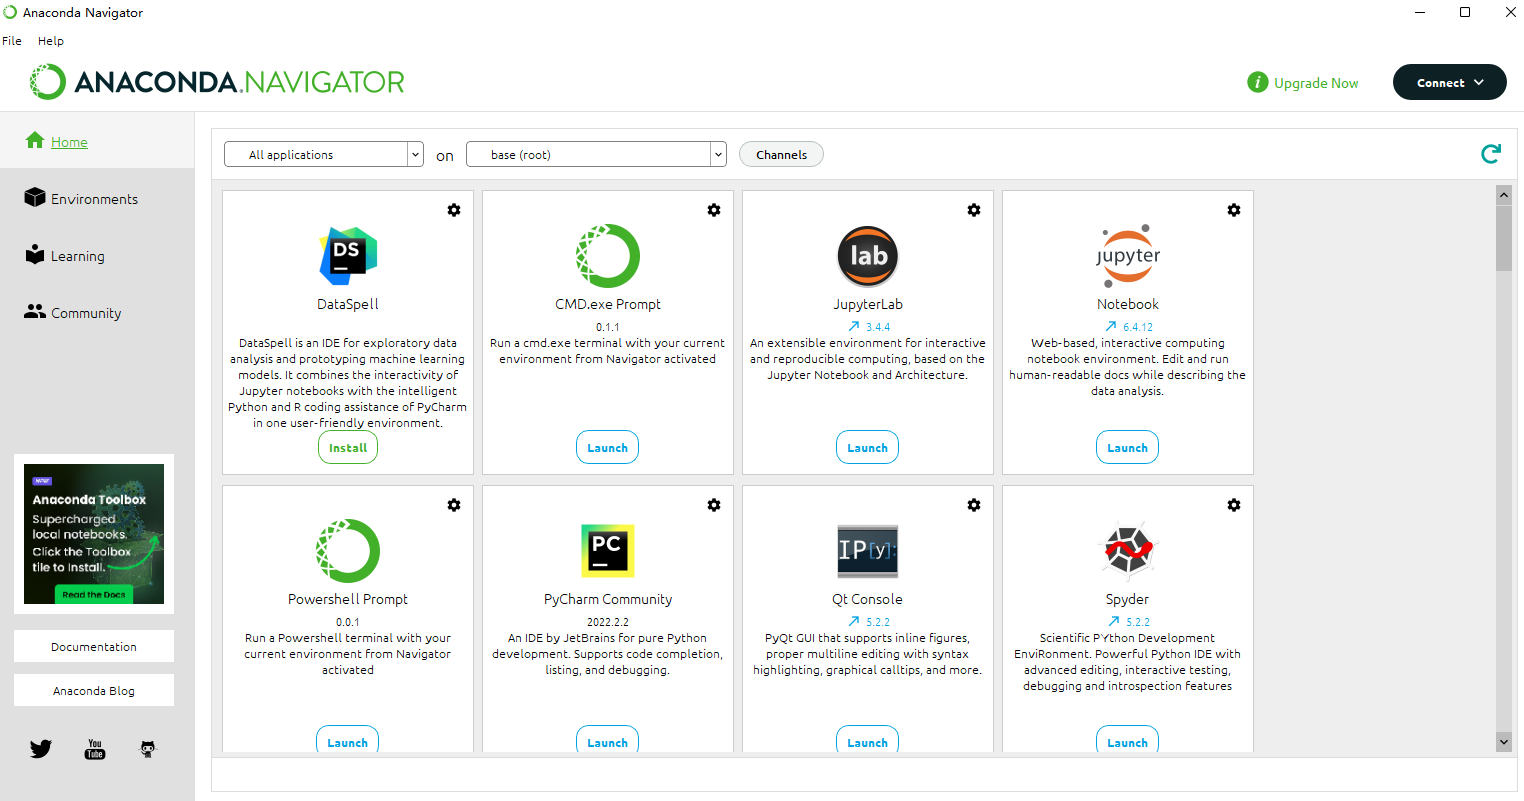 Anaconda Navigator
File Help
ANACONDA.NAVIGATOR
Upgrade Now
Connect
Home
Environments
Learning
Community
NEW
Anaconda Toolbox
Supercharged
local notebooks.
Click the Toolbox
tile to Install.
Read the Docs
Documentation
Anaconda Blog
You
Tube
All applications on base (root) Channels
DS
DataSpell
DataSpell is an IDE for exploratory data
analysis and prototyping machine learning
models. It combines the interactivity of
Jupyter notebooks with the intelligent
Python and R coding assistance of PyCharm
in one user-friendly environment.
Install
CMD.exe Prompt
0.1.1
Run a cmd.exe terminal with your current
environment from Navigator activated
Launch
lab
JupyterLab
3.4.4
An extensible environment for interactive
and reproducible computing, based on the
Jupyter Notebook and Architecture.
Launch
jupyter
Notebook
6.4.12
Web-based, interactive computing
notebook environment. Edit and run
human-readable docs while describing the
data analysis.
Launch
Powershell Prompt
0.0.1
Run a Powershell terminal with your
current environment from Navigator
activated
Launch
PC
PyCharm Community
2022.2.2
An IDE by JetBrains for pure Python
development. Supports code completion,
listing, and debugging.
Launch
IP[y]:
Qt Console
5.2.2
PyQt GUI that supports inline figures,
proper multiline editing with syntax
highlighting, graphical calltips, and more.
Launch
Spyder
5.2.2
Scientific PYthon Development
EnviRonment. Powerful Python IDE with
advanced editing, interactive testing,
debugging and introspection features
Launch